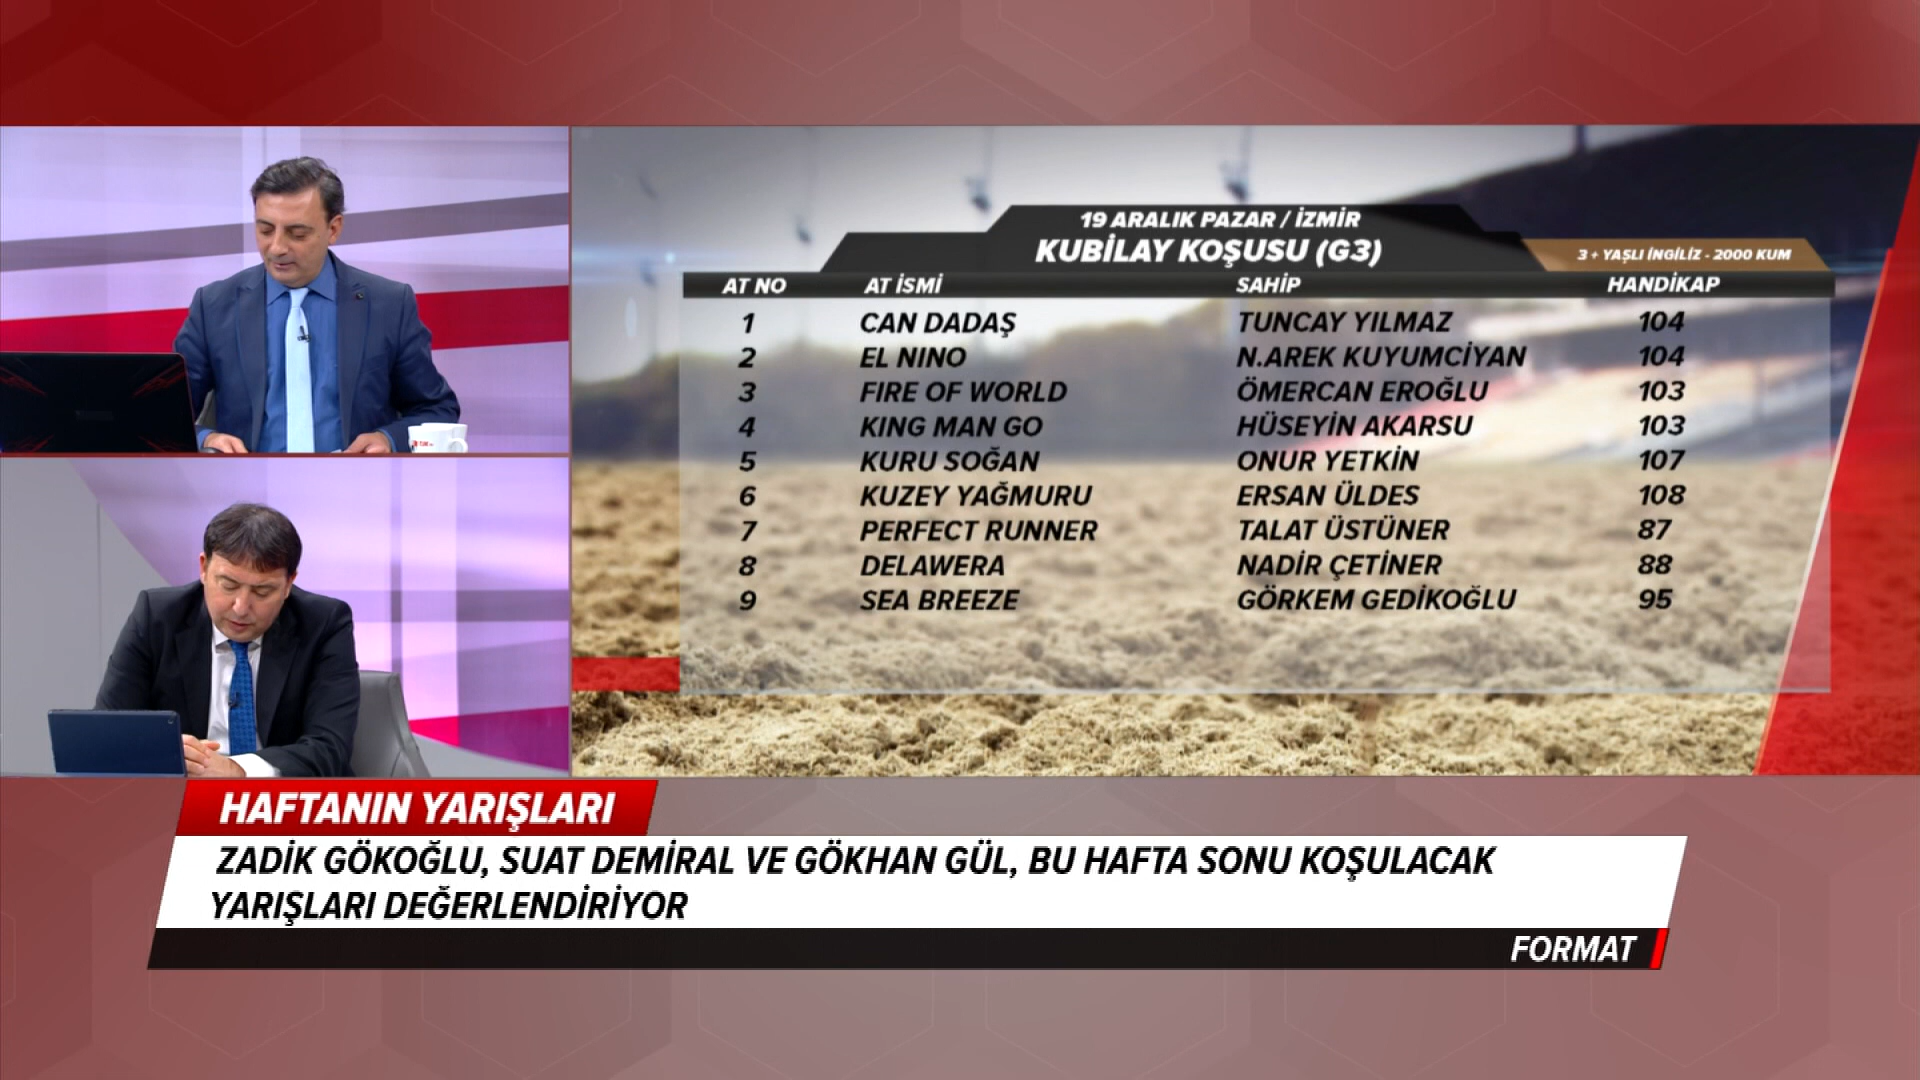 19 ARALIK PAZAR / İZMİR
KUBİLAY KOŞUSU (G3)
3 + YAŞLI İNGİLİZ - 2000 KUM
AT NO AT İSMİ SAHİP HANDİKAP
1 CAN DADAŞ TUNCAY YILMAZ 104
2 EL NINO N.AREK KUYUMCİYAN 104
3 FIRE OF WORLD ÖMERCAN EROĞLU 103
4 KING MAN GO HÜSEYİN AKARSU 103
5 KURU SOĞAN ONUR YETKİN 107
6 KUZEY YAĞMURU ERSAN ÜLDES 108
7 PERFECT RUNNER TALAT ÜSTÜNER 87
8 DELAWERA NADİR ÇETİNER 88
9 SEA BREEZE GÖRKEM GEDİKOĞLU 95
HAFTANIN YARIŞLARI
ZADİK GÖKOĞLU, SUAT DEMİRAL VE GÖKHAN GÜL, BU HAFTA SONU KOŞULACAK
YARIŞLARI DEĞERLENDİRİYOR
FORMAT